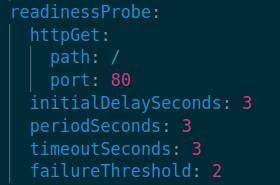 readinessProbe:
  httpGet:
    path: /
    port: 80
  initialDelaySeconds: 3
  periodSeconds: 3
  timeoutSeconds: 3
  failureThreshold: 2